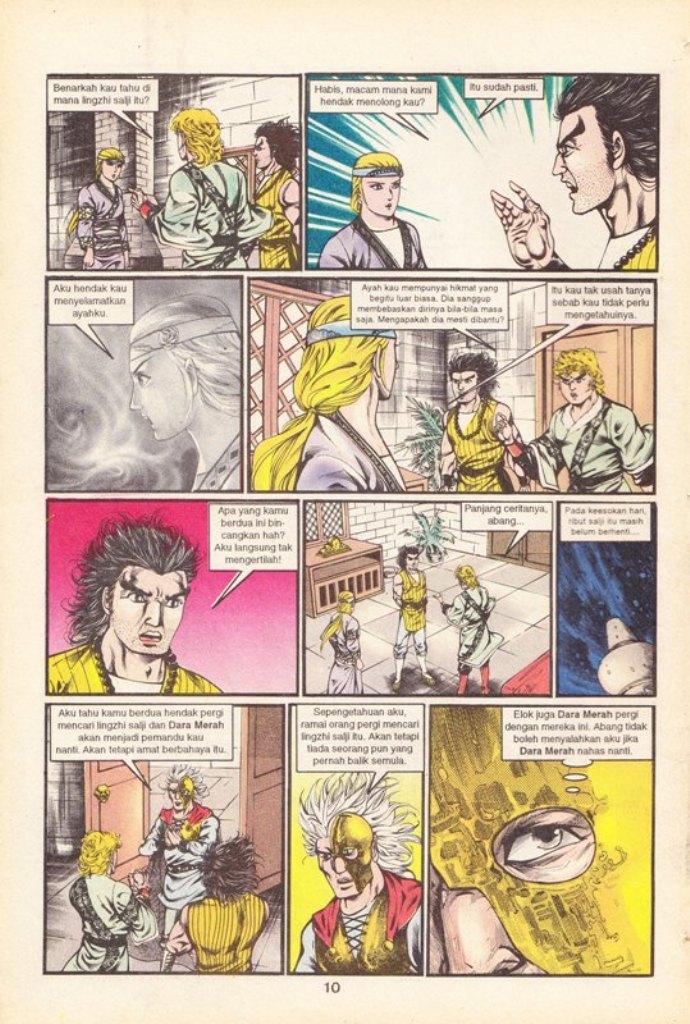 Benarkah kau tahu di
mana lingzhi salji itu?
Habis, macam mana kami
hendak menolong kau?
Itu sudah pasti.
Aku hendak kau
menyelamatkan
ayahku.
Ayah kau mempunyai hikmat yang
begitu luar biasa. Dia sanggup
membebaskan dirinya bila-bila masa
saja. Mengapakah dia mesti dibantu?
Itu kau tak usah tanya
sebab kau tidak perlu
mengetahuinya.
Apa yang kamu
berdua ini bin-
cangkan hah?
Aku langsung tak
mengertilah!
Panjang ceritanya,
abang...
Pada keesokan hari,
ribut salji itu masih
belum berhenti....
Aku tahu kamu berdua hendak pergi
mencari lingzhi salji dan Dara Merah
akan menjadi pemandu kau
nanti. Akan tetapi amat berbahaya itu.
Sepengetahuan aku,
ramai orang pergi mencari
lingzhi salji itu. Akan tetapi
tiada seorang pun yang
pernah balik semula.
Elok juga Dara Merah pergi
dengan mereka ini. Abang tidak
boleh menyalahkan aku jika
Dara Merah nahas nanti.
10